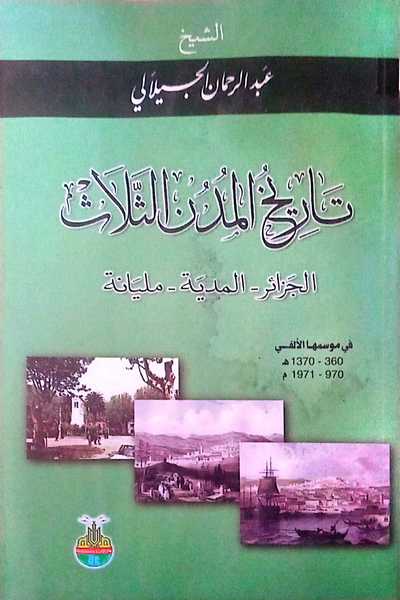 الشيخ
عبد الرحمان الجيلالي
تاريخ المدن الثلاث
الجزائر - المدية - مليانة
في موسمها الألفي
360 - 1370 هـ
970 - 1971 م